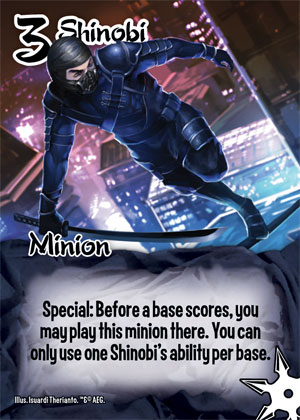 3 Shinobi
Minion
Special: Before a base scores, you
may play this minion there. You can
only use one Shinobi's ability per base.
Illus. Isuardi Therianto. ™© AEG.